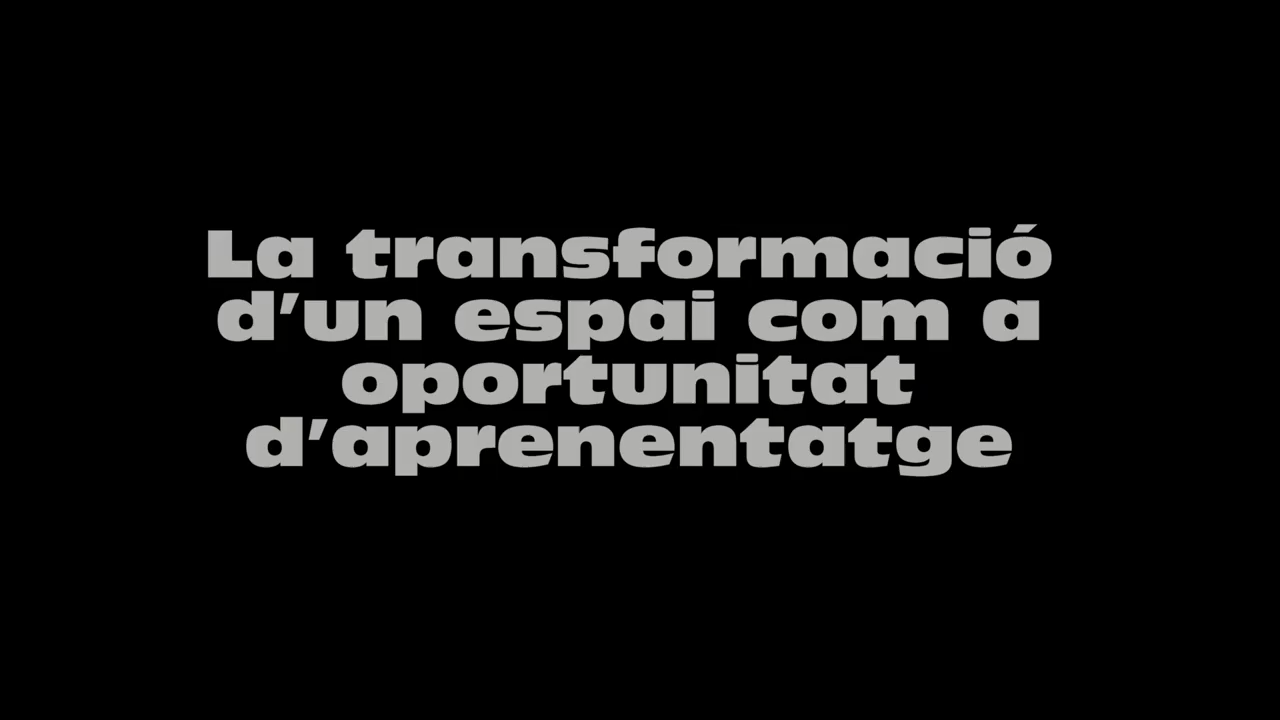 La transformació
d’un espai com a
oportunitat
d’aprenentatge